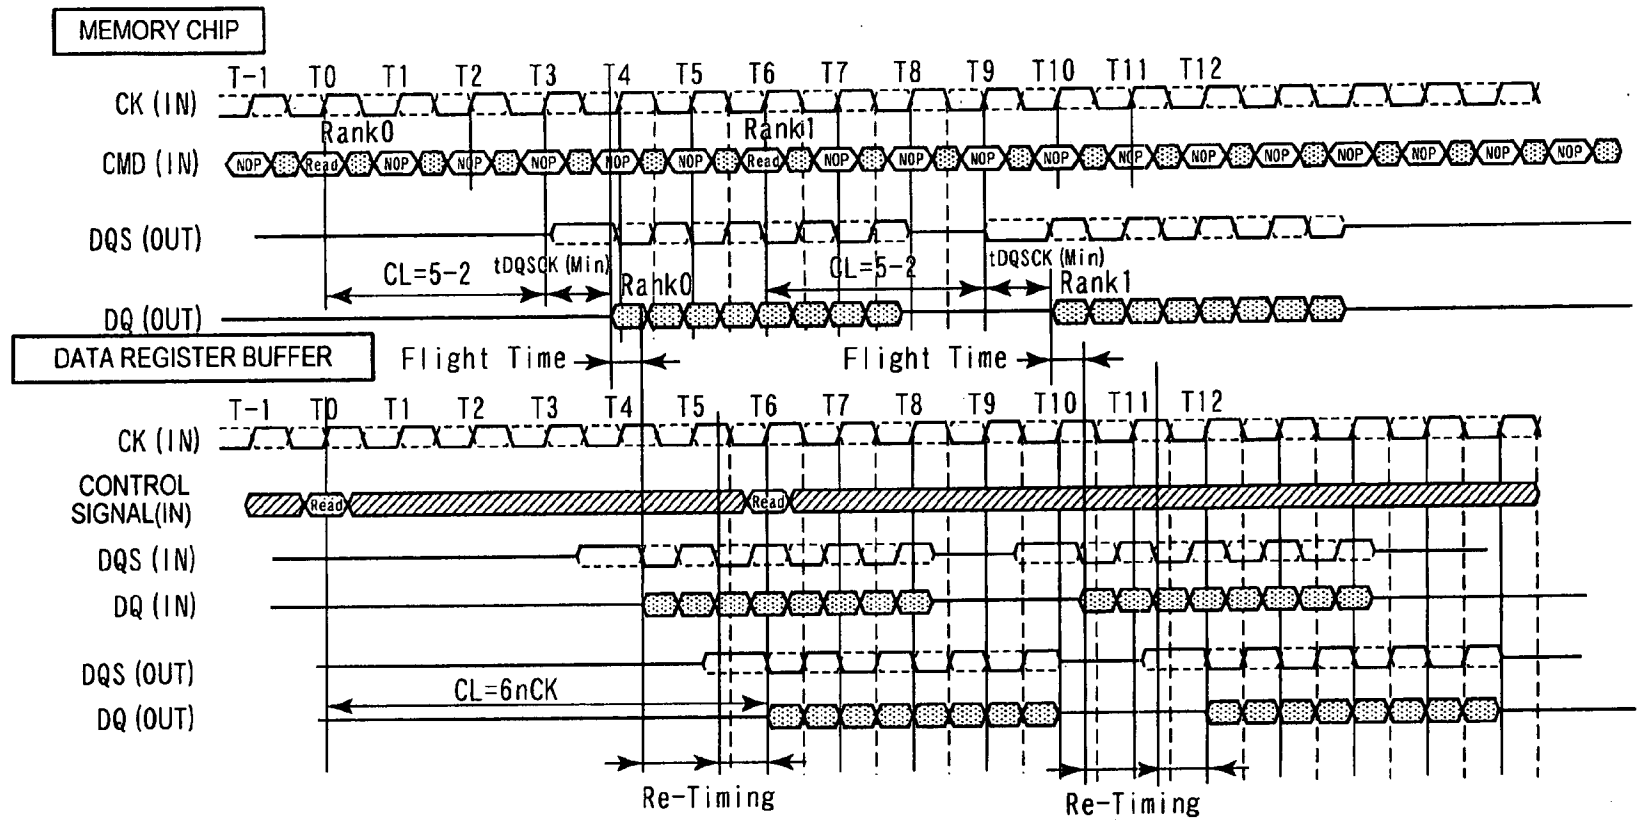 MEMORY CHIP
T-1 T0 T1 T2 T3 T4 T5 T6 T7 T8 T9 T10 T11 T12
CK (IN)
Rank0 Rank1
CMD (IN) NOP Read NOP NOP NOP NOP NOP Read NOP NOP NOP NOP NOP NOP NOP NOP NOP NOP NOP
DQS (OUT)
CL=5-2 tDQSCK (Min) CL=5-2 tDQSCK (Min)
Rank0 Rank1
DQ (OUT)
DATA REGISTER BUFFER Flight Time Flight Time
T-1 T0 T1 T2 T3 T4 T5 T6 T7 T8 T9 T10 T11 T12
CK (IN)
CONTROL
SIGNAL(IN) Read Read
DQS (IN)
DQ (IN)
DQS (OUT)
CL=6nCK
DQ (OUT)
Re-Timing Re-Timing